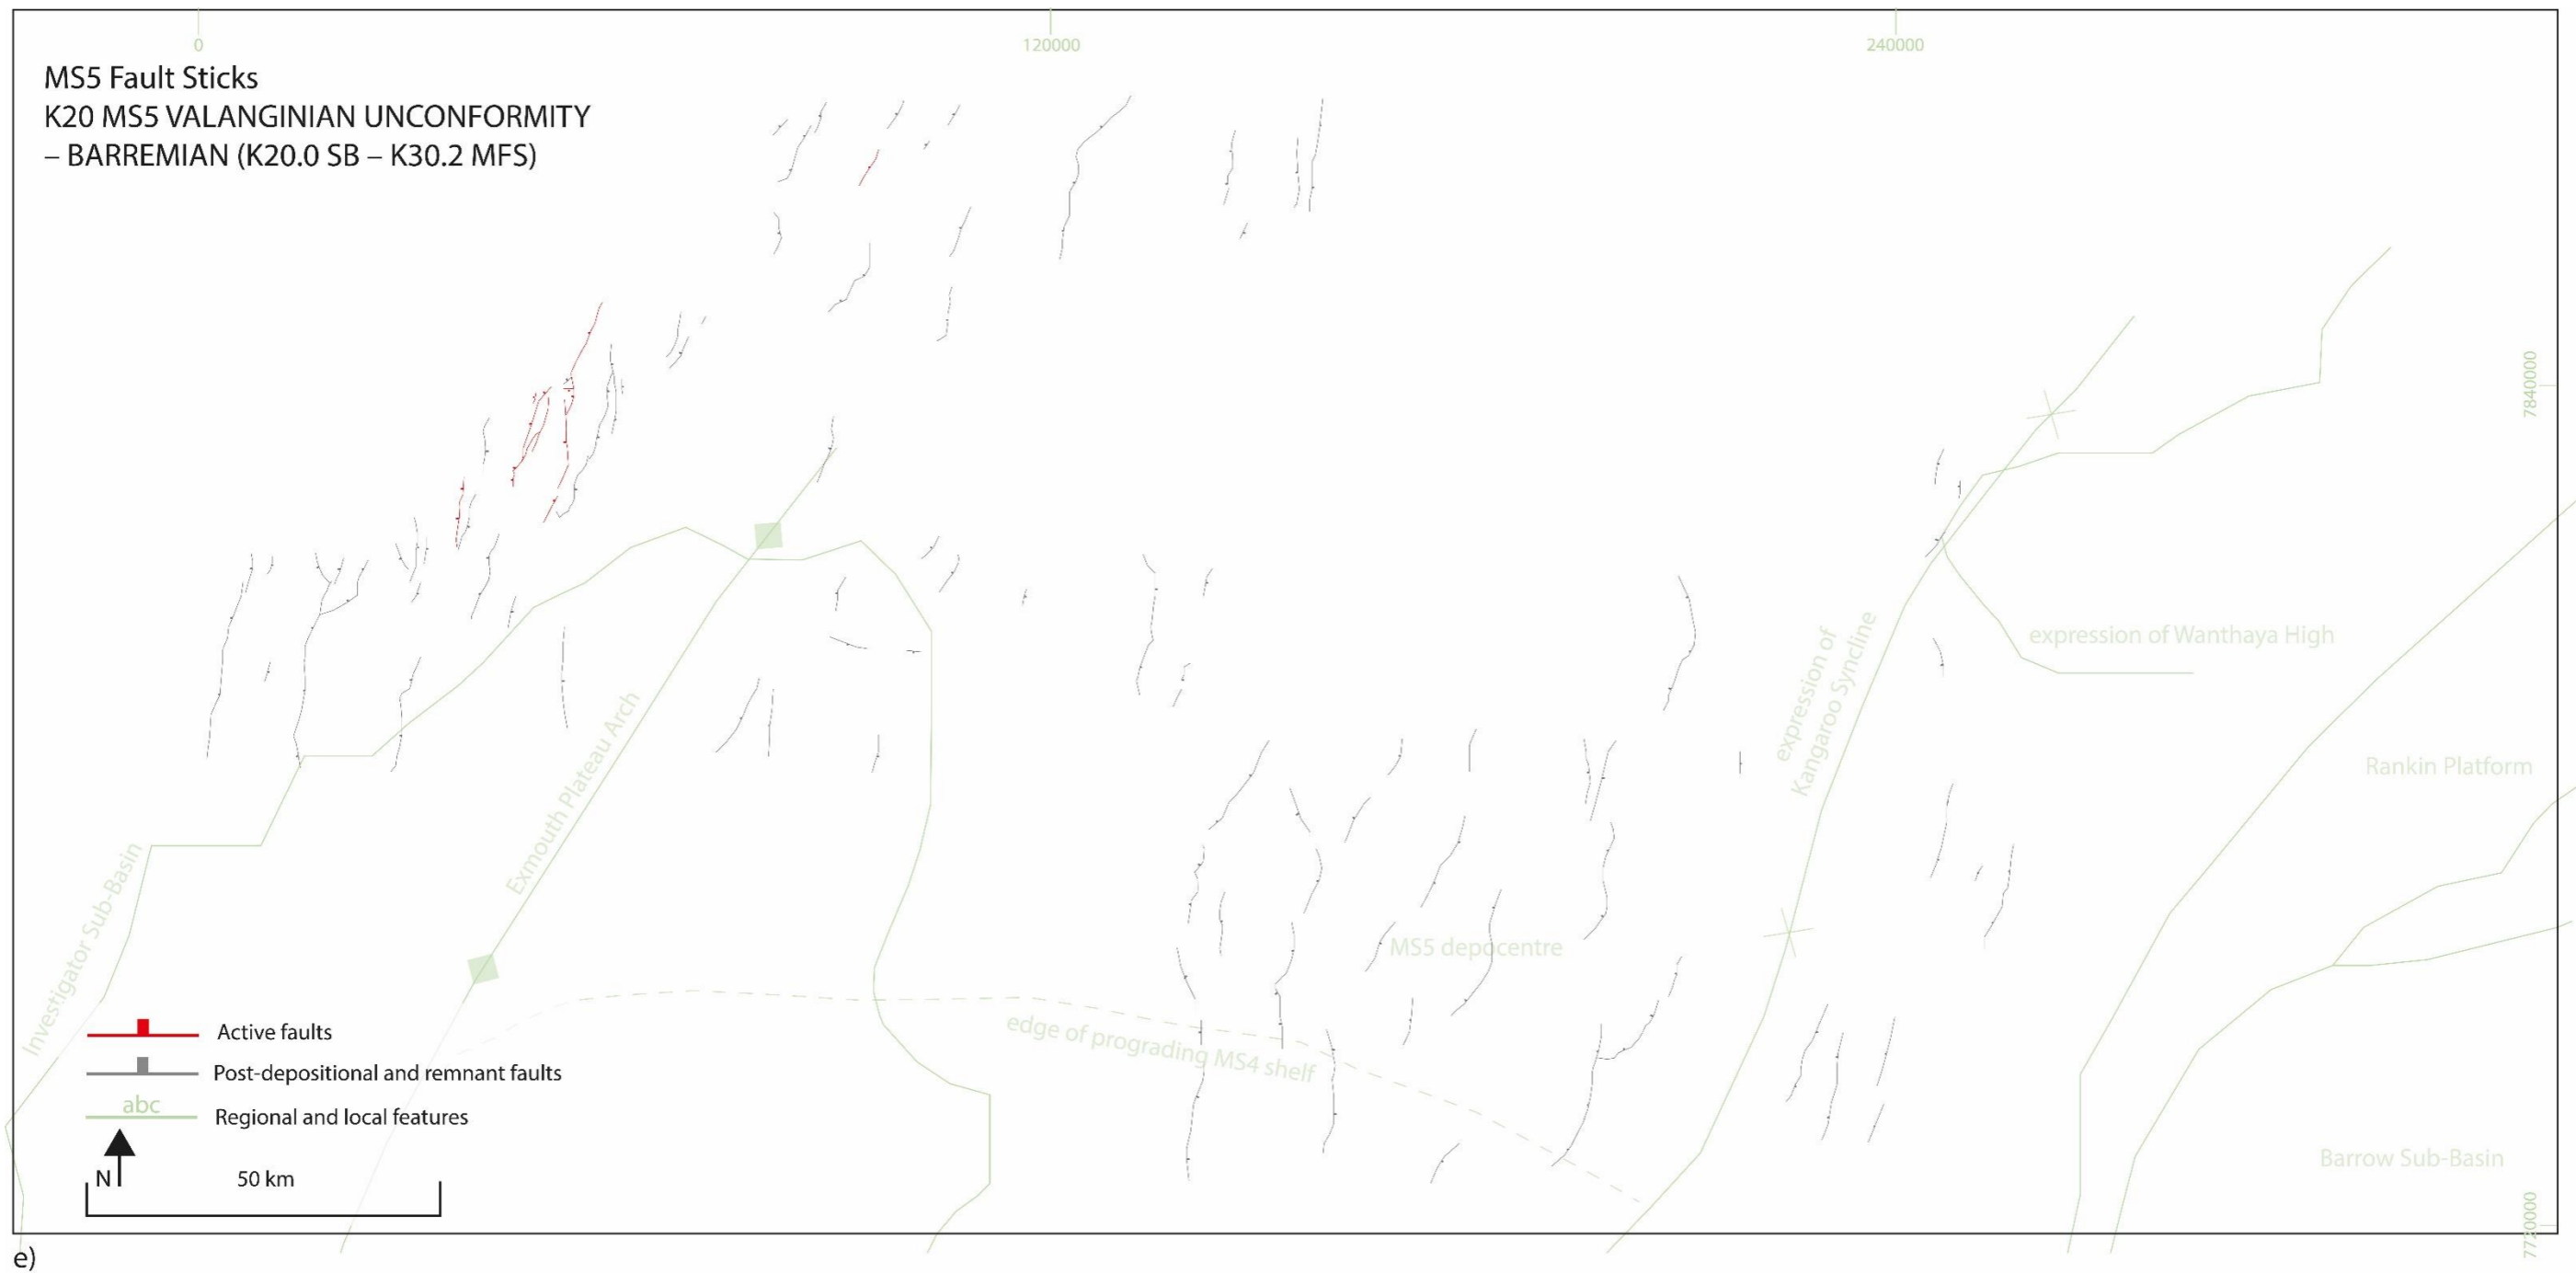 0
120000
240000
MS5 Fault Sticks
K20 MS5 VALANGINIAN UNCONFORMITY
– BARREMIAN (K20.0 SB – K30.2 MFS)
7840000
expression of Wanthaya High
expression of
Kangaroo Syncline
Exmouth Plateau Arch
Rankin Platform
Investigator Sub-Basin
MS5 depocentre
edge of prograding MS4 shelf
Active faults
Post-depositional and remnant faults
abc
Regional and local features
N
50 km
Barrow Sub-Basin
7720000
e)